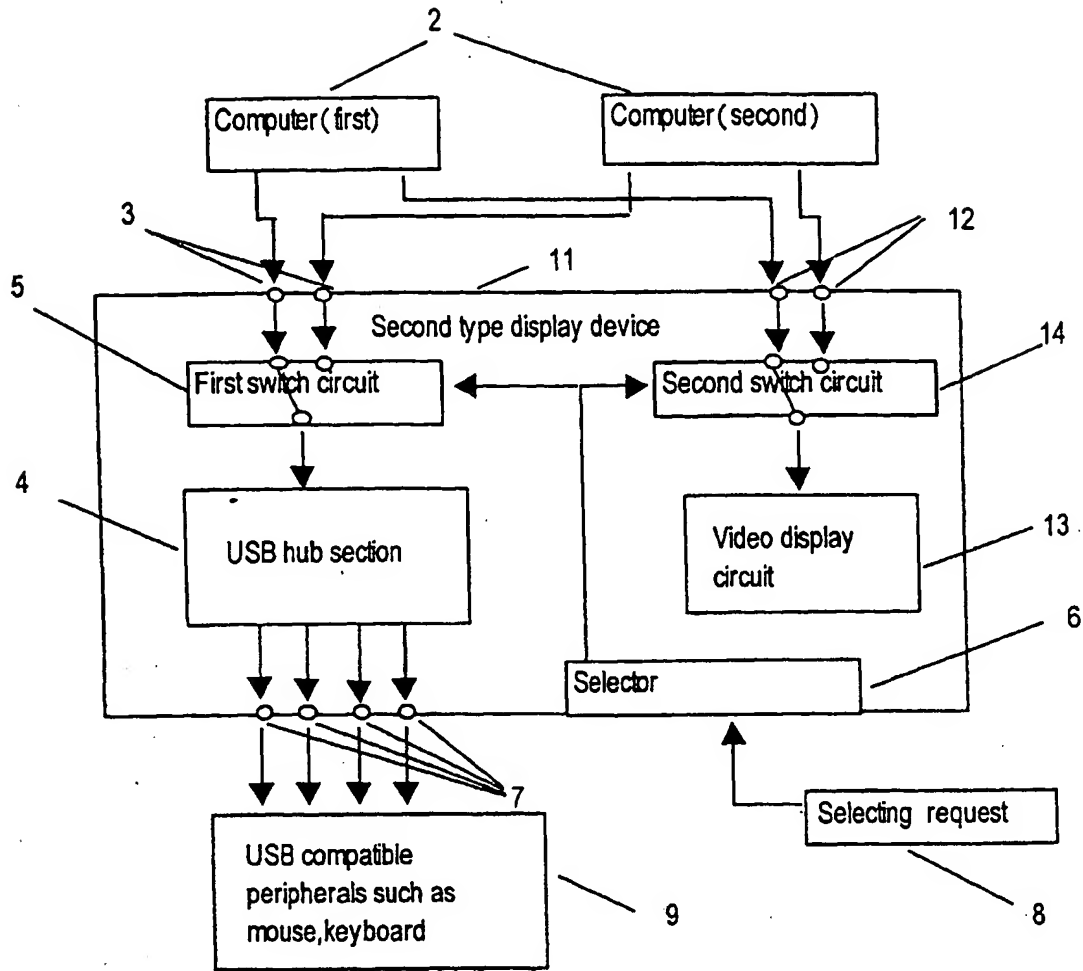 2
Computer(first)
Computer(second)
3
12
11
5
Second type display device
14
First switch circuit
Second switch circuit
4
USB hub section
Video display
circuit
13
6
Selector
7
Selecting request
USB compatible
peripherals such as
mouse,keyboard
9
8